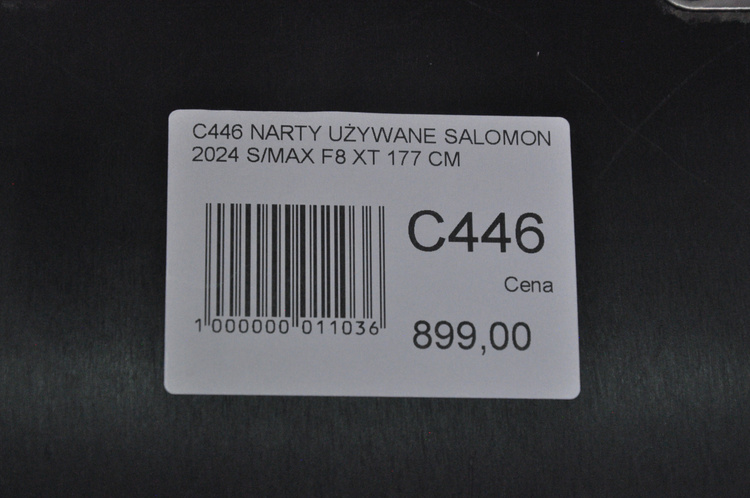 C446 NARTY UŻYWANE SALOMON
2024 S/MAX F8 XT 177 CM
C446
Cena
899,00
1 000000 011036